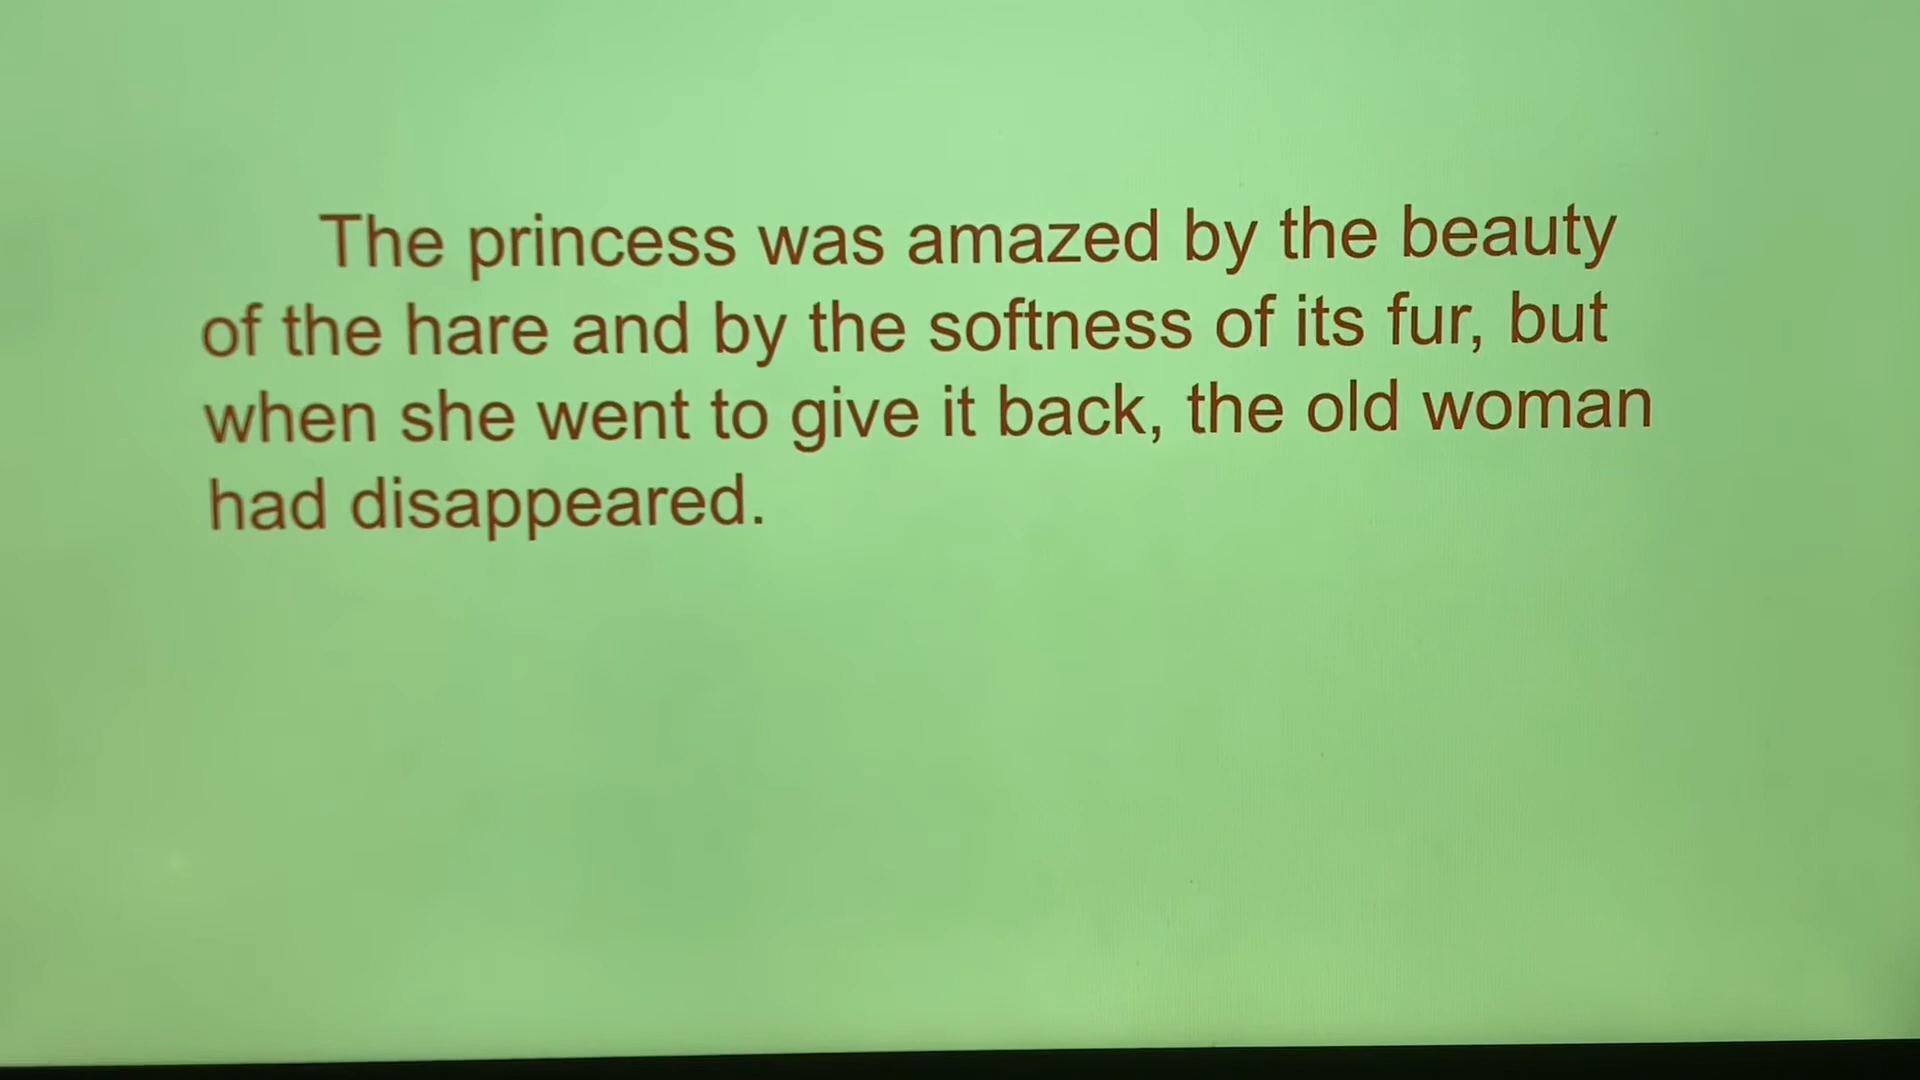 The princess was amazed by the beauty
of the hare and by the softness of its fur, but
when she went to give it back, the old woman
had disappeared.